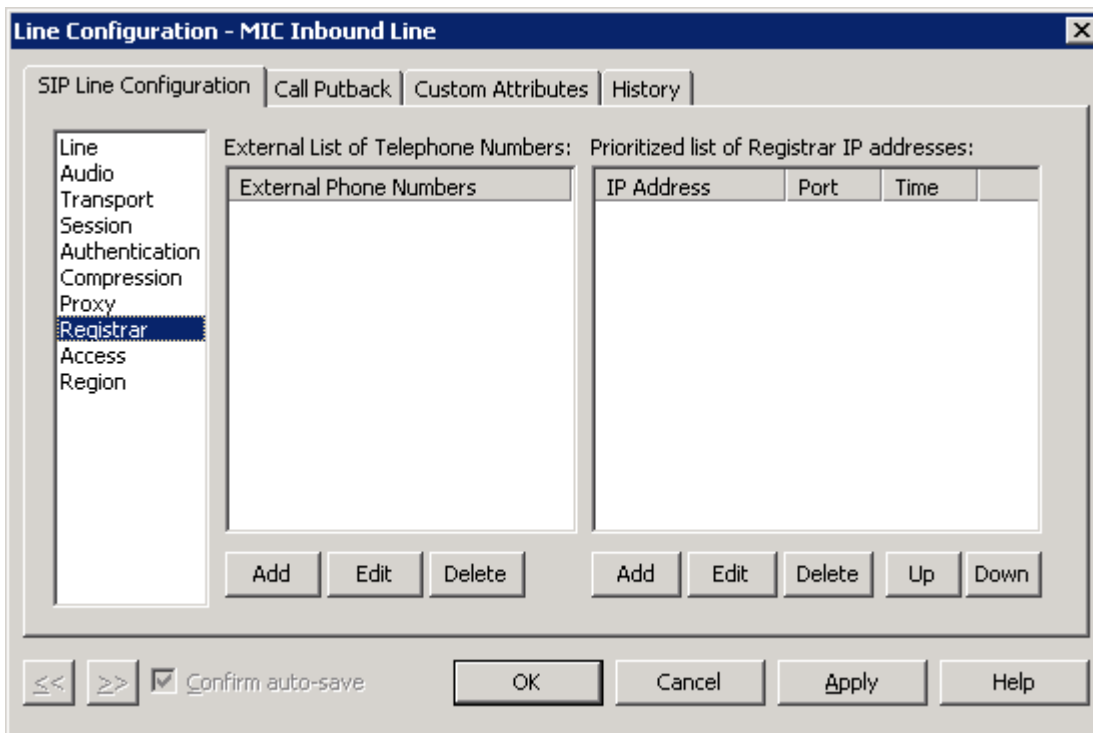 Line Configuration - MIC Inbound Line
SIP Line Configuration
Call Putback
Custom Attributes
History
Line
Audio
Transport
Session
Authentication
Compression
Proxy
Registrar
Access
Region
External List of Telephone Numbers:
External Phone Numbers
Add
Edit
Delete
Prioritized list of Registrar IP addresses:
IP Address
Port
Time
Add
Edit
Delete
Up
Down
<<
>>
Confirm auto-save
OK
Cancel
Apply
Help